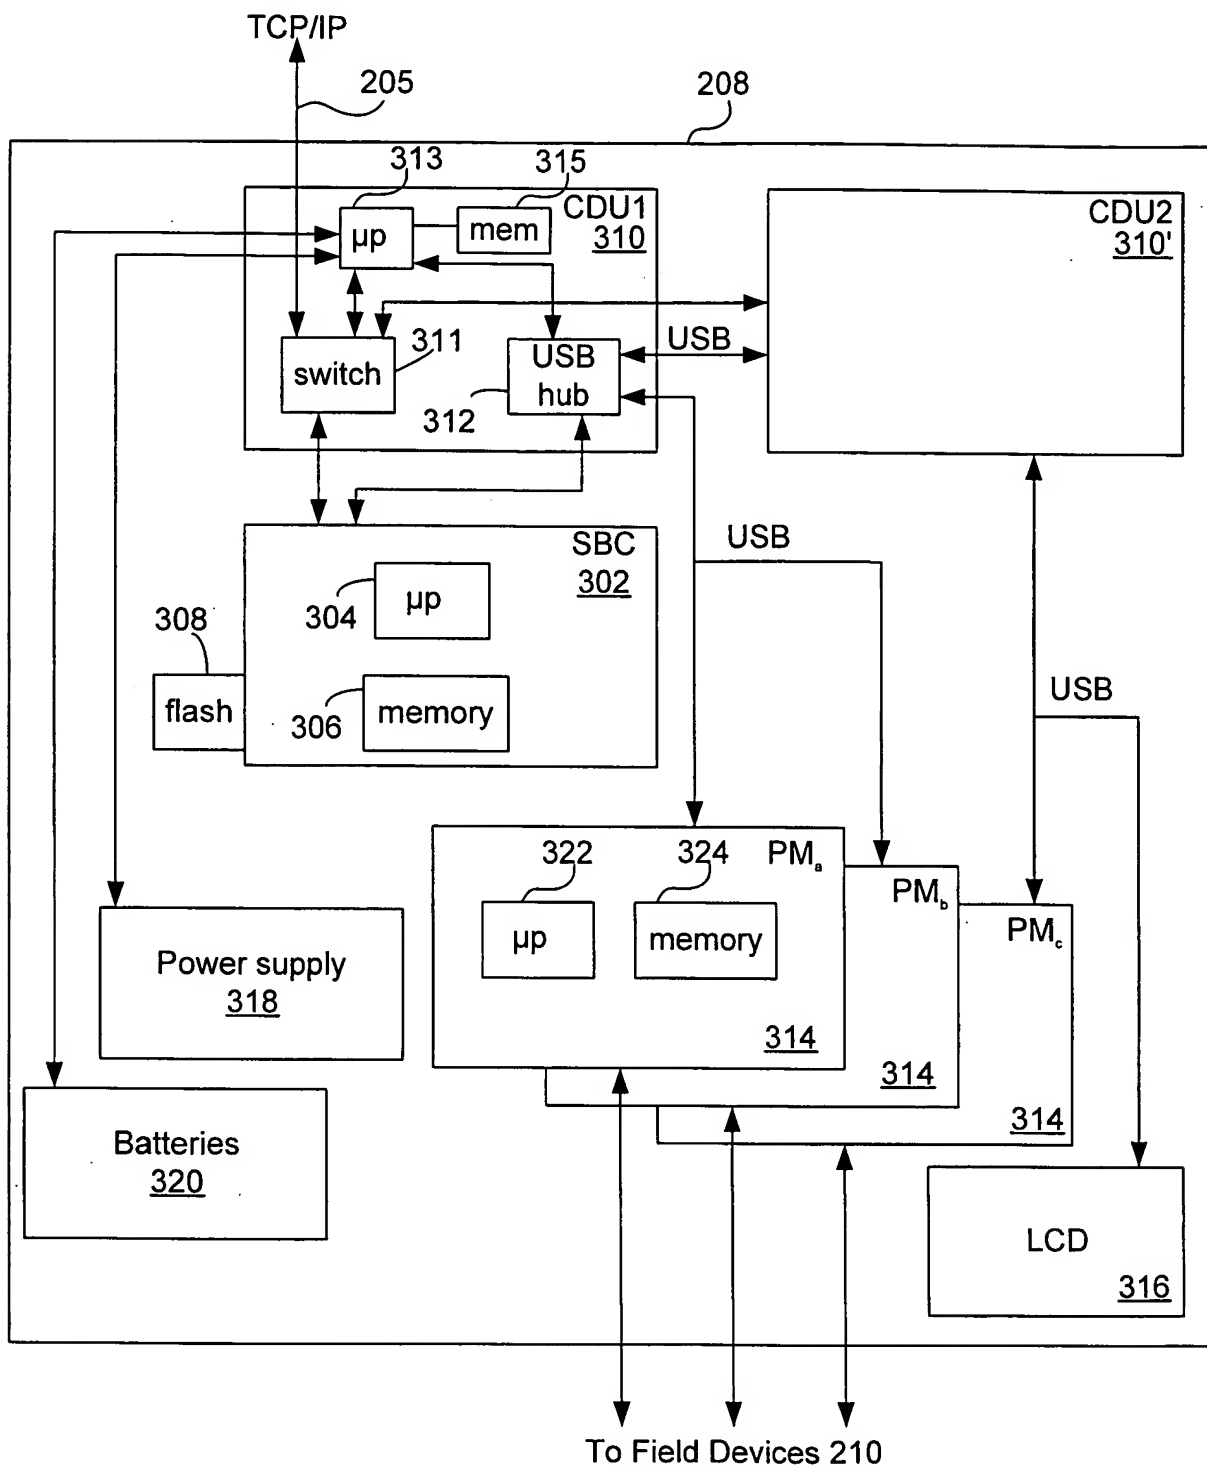 TCP/IP
205
208
313
315
CDU1
310
μp
mem
CDU2
310'
switch
311
USB
hub
312
USB
SBC
302
USB
304
μp
308
flash
306
memory
USB
322
324
PMa
μp
memory
314
PMb
314
PMc
314
Power supply
318
Batteries
320
LCD
316
To Field Devices 210